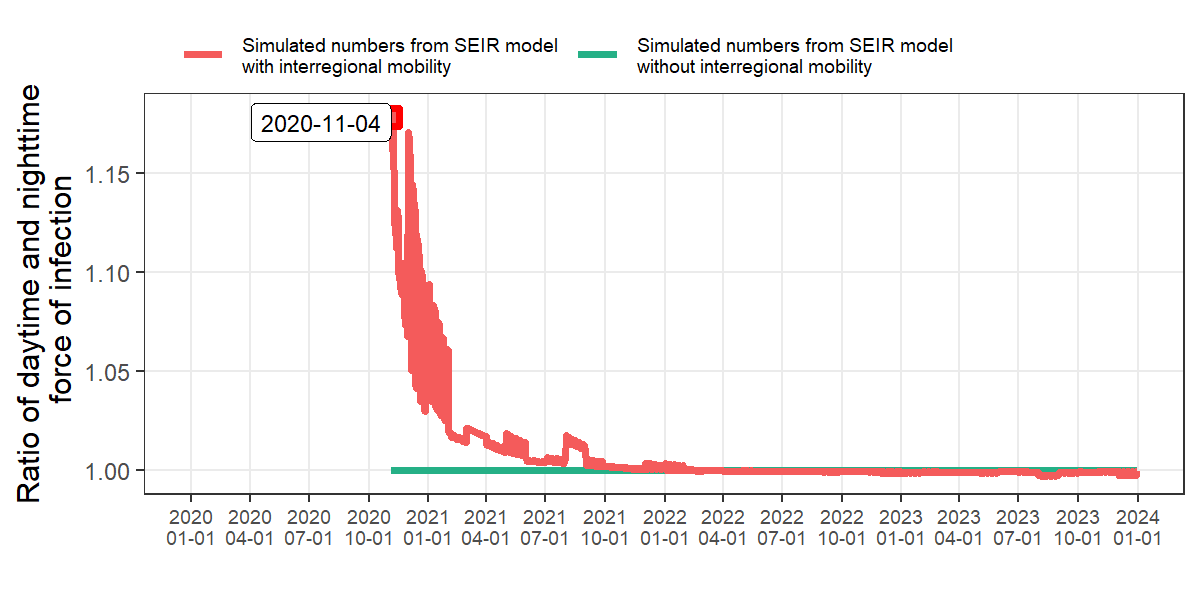 Simulated numbers from SEIR model
with interregional mobility
Simulated numbers from SEIR model
without interregional mobility
Ratio of daytime and nighttime
force of infection
2020-11-04
1.15
1.10
1.05
1.00
2020 2020 2020 2020 2021 2021 2021 2021 2022 2022 2022 2022 2023 2023 2023 2023 2024
01-01 04-01 07-01 10-01 01-01 04-01 07-01 10-01 01-01 04-01 07-01 10-01 01-01 04-01 07-01 10-01 01-01